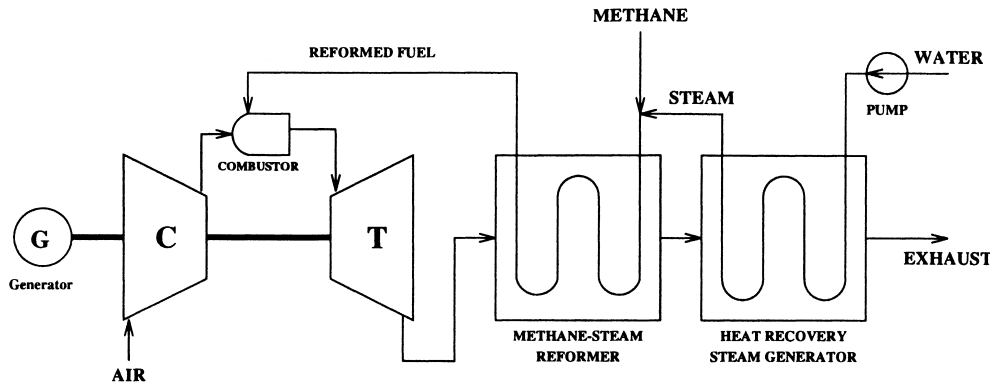 METHANE
REFORMED FUEL
WATER
STEAM
PUMP
COMBUSTOR
G
C
T
Generator
EXHAUST
METHANE-STEAM
REFORMER
HEAT RECOVERY
STEAM GENERATOR
AIR